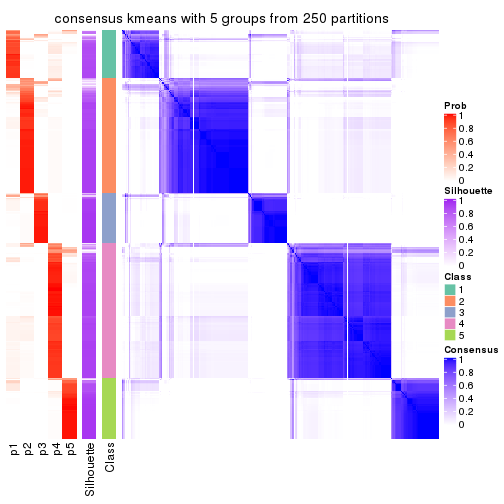 consensus kmeans with 5 groups from 250 partitions
Prob
1
0.8
0.6
0.4
0.2
0
Silhouette
1
0.8
0.6
0.4
0.2
0
Class
1
2
3
4
5
Consensus
1
0.8
0.6
0.4
0.2
0
p1
p2
p3
p4
p5
Silhouette
Class